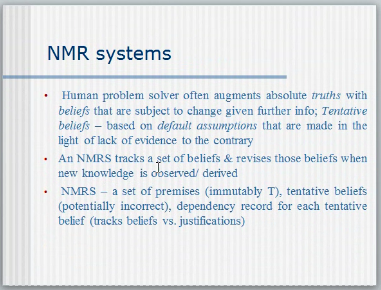 NMR systems
• Human problem solver often augments absolute truths with
beliefs that are subject to change given further info; Tentative
beliefs – based on default assumptions that are made in the
light of lack of evidence to the contrary
• An NMRS tracks a set of beliefs & revises those beliefs when
new knowledge is observed/ derived
• NMRS – a set of premises (immutably T), tentative beliefs
(potentially incorrect), dependency record for each tentative
belief (tracks beliefs vs. justifications)